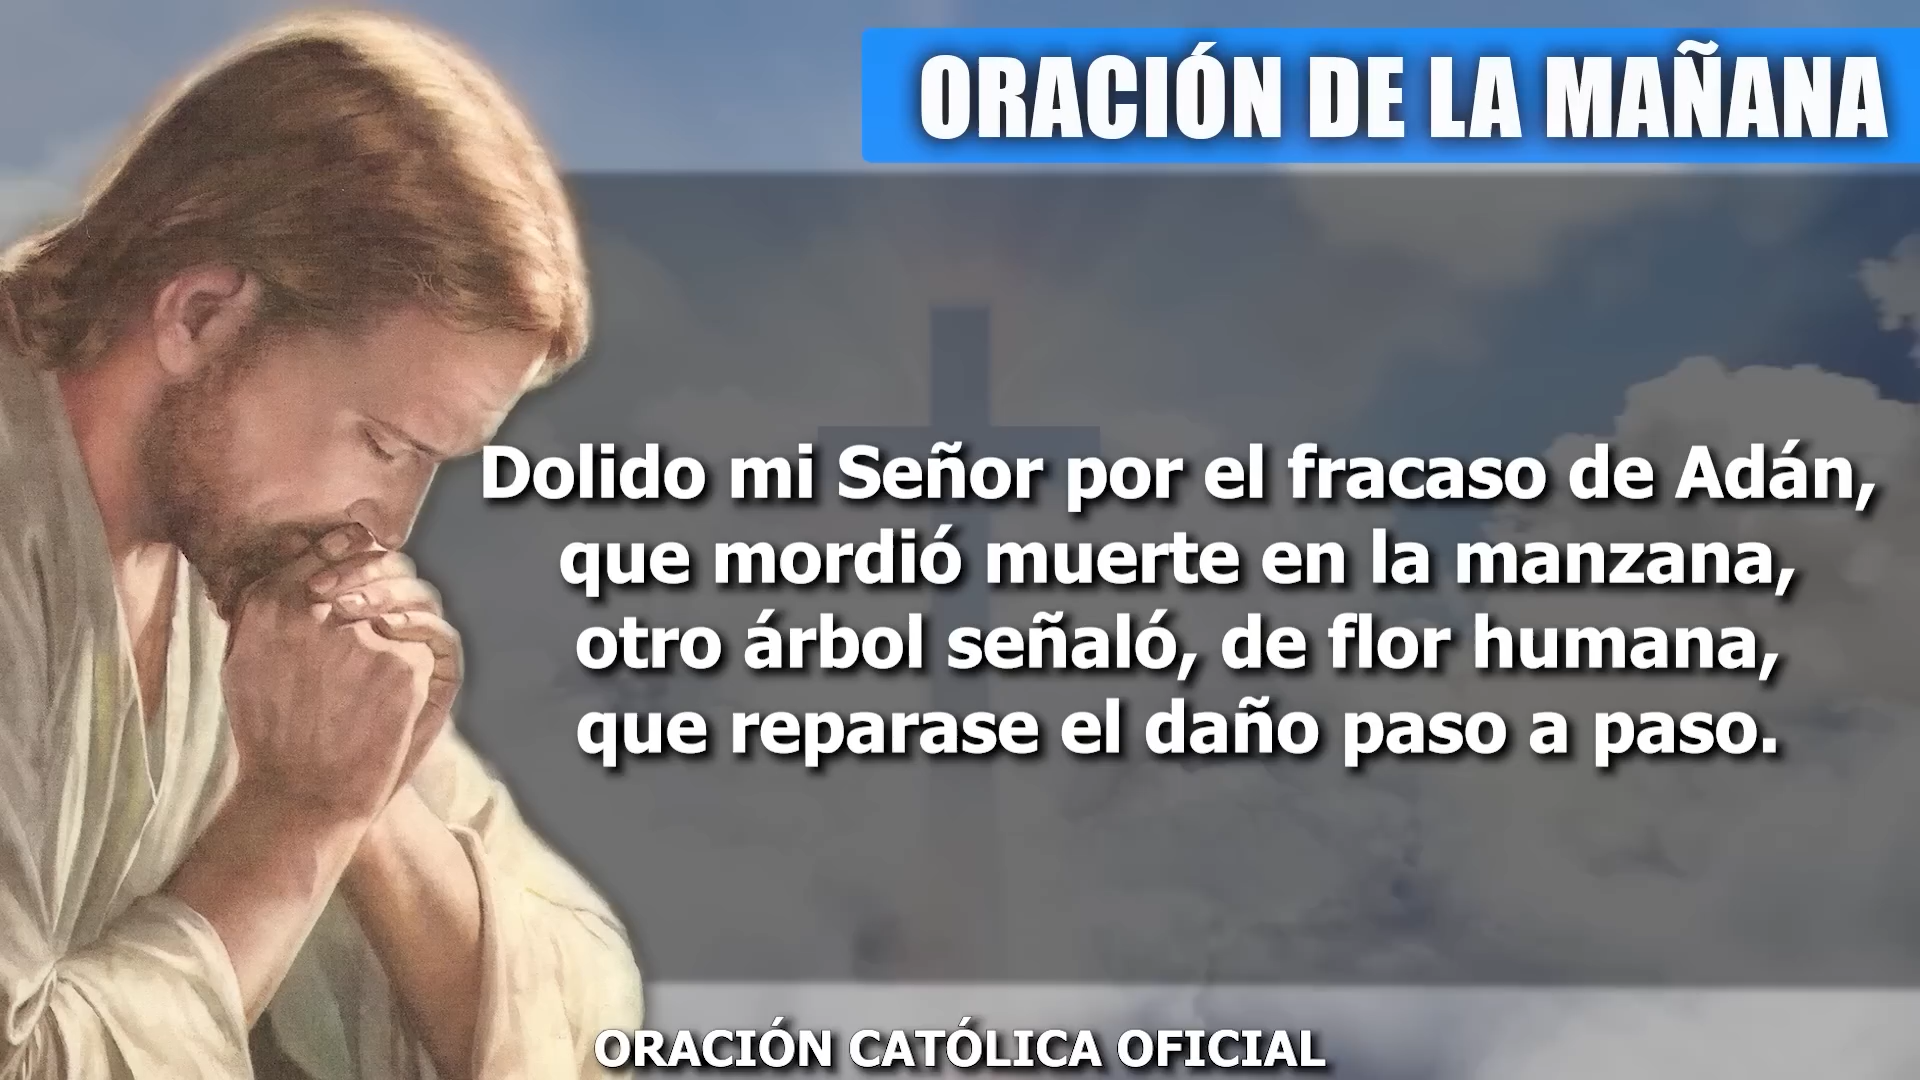 ORACIÓN DE LA MAÑANA
Dolido mi Señor por el fracaso de Adán,
que mordió muerte en la manzana,
otro árbol señaló, de flor humana,
que reparase el daño paso a paso.
ORACIÓN CATÓLICA OFICIAL